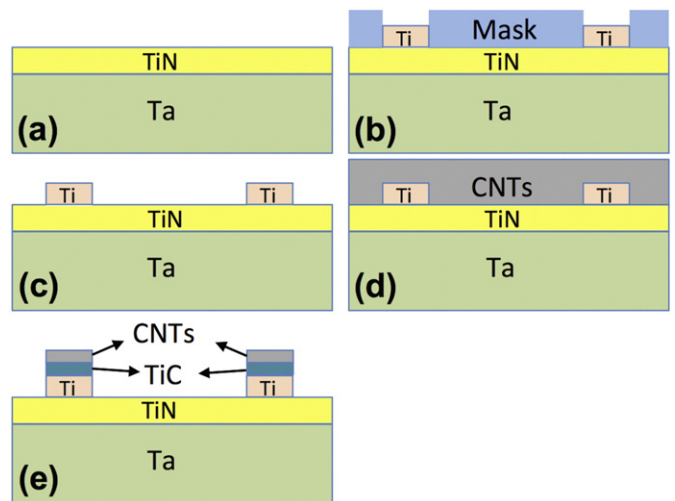 TiN
Ta
(a)
Ti Mask Ti
TiN
Ta
(b)
Ti Ti
TiN
Ta
(c)
Ti CNTs Ti
TiN
Ta
(d)
CNTs
TiC
Ti Ti
TiN
Ta
(e)